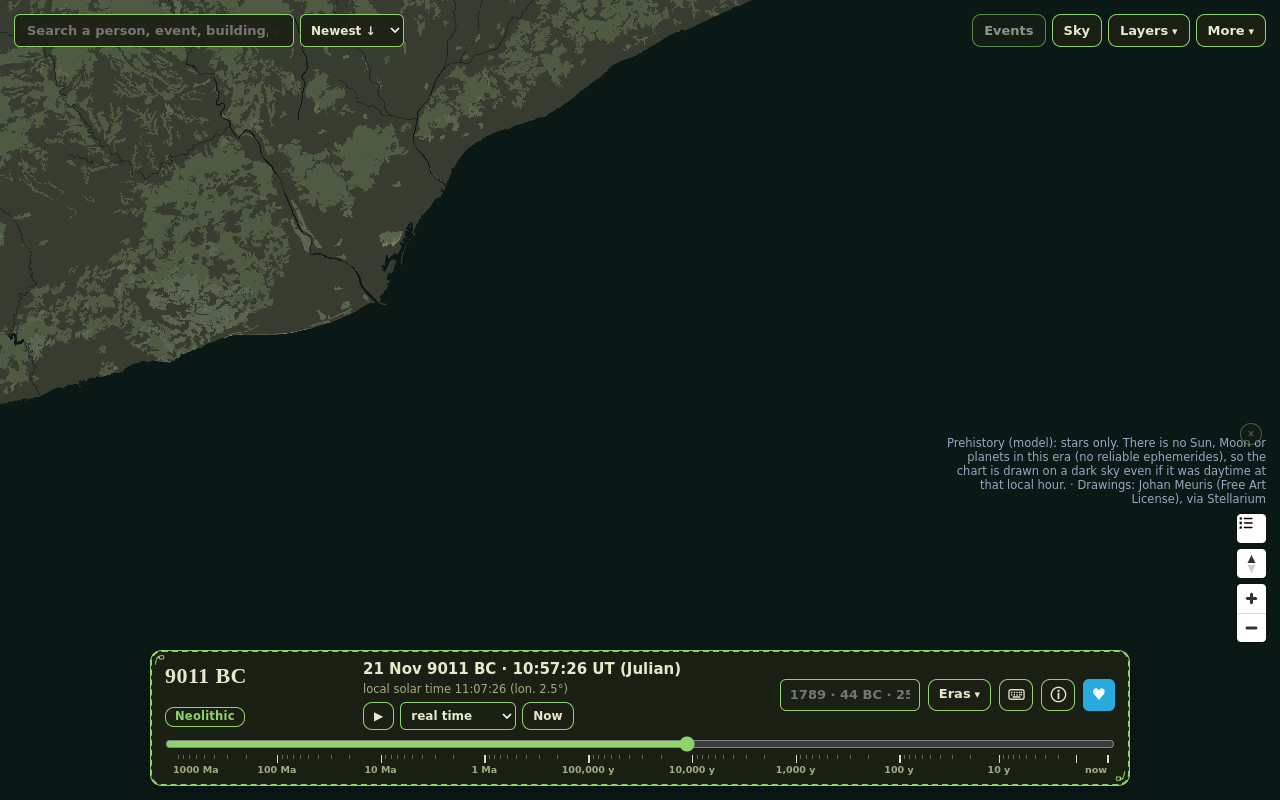 Search a person, event, building,
Newest ↓
Events
Sky
Layers ▾
More ▾
×
Prehistory (model): stars only. There is no Sun, Moon or
planets in this era (no reliable ephemerides), so the
chart is drawn on a dark sky even if it was daytime at
that local hour. · Drawings: Johan Meuris (Free Art
License), via Stellarium
9011 BC
Neolithic
21 Nov 9011 BC · 10:57:26 UT (Julian)
local solar time 11:07:26 (lon. 2.5°)
▶
real time
Now
1789 · 44 BC · 25
Eras ▾
1000 Ma
100 Ma
10 Ma
1 Ma
100,000 y
10,000 y
1,000 y
100 y
10 y
now